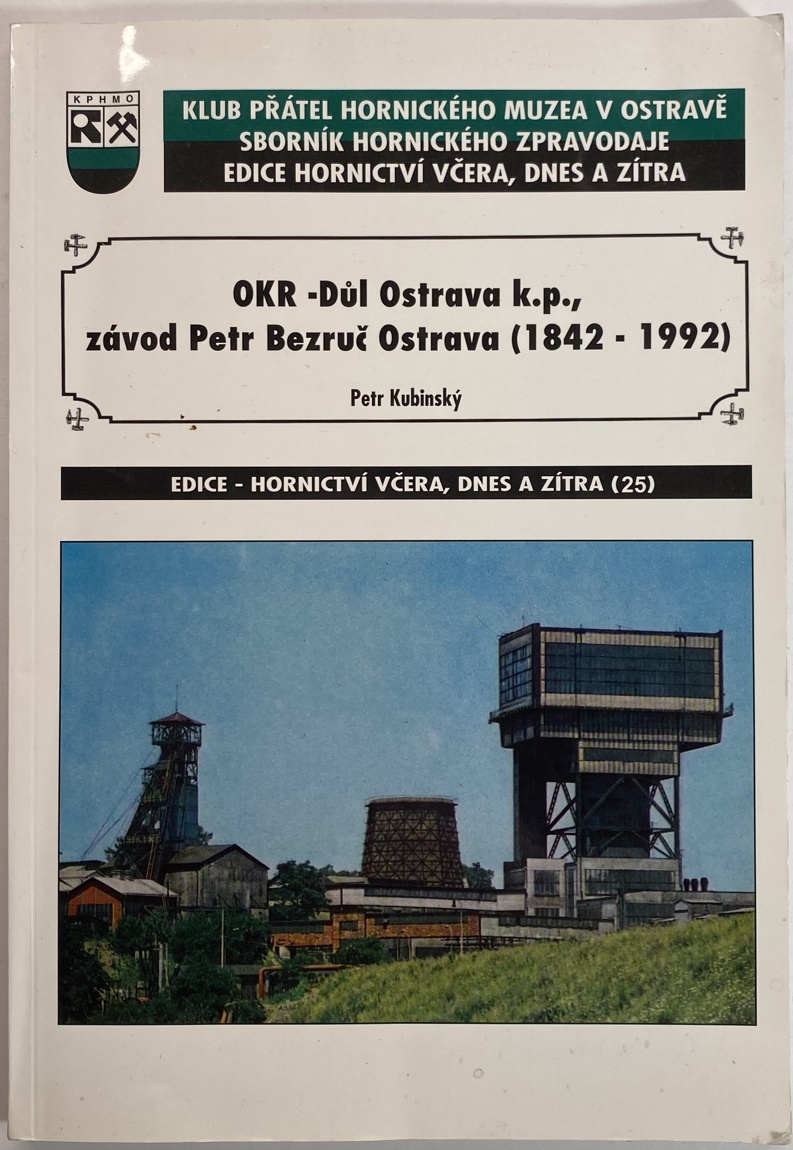 KPHMO
KLUB PŘÁTEL HORNICKÉHO MUZEA V OSTRAVĚ
SBORNÍK HORNICKÉHO ZPRAVODAJE
EDICE HORNICTVÍ VČERA, DNES A ZÍTRA
OKR -Důl Ostrava k.p.,
závod Petr Bezruč Ostrava (1842 - 1992)
Petr Kubinský
EDICE - HORNICTVÍ VČERA, DNES A ZÍTRA (25)